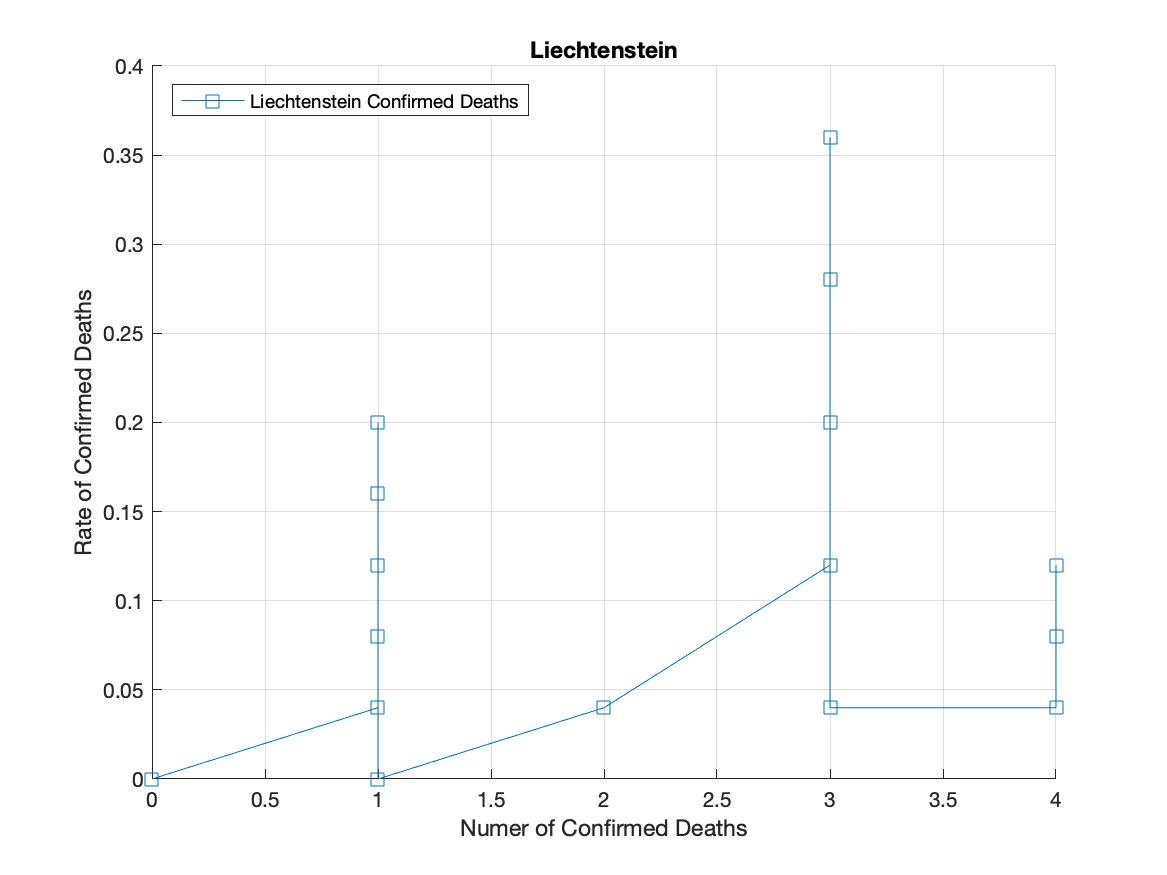 Liechtenstein
Liechtenstein Confirmed Deaths
0.4
0.35
0.3
0.25
0.2
0.15
0.1
0.05
0
Rate of Confirmed Deaths
0 0.5 1 1.5 2 2.5 3 3.5 4
Numer of Confirmed Deaths